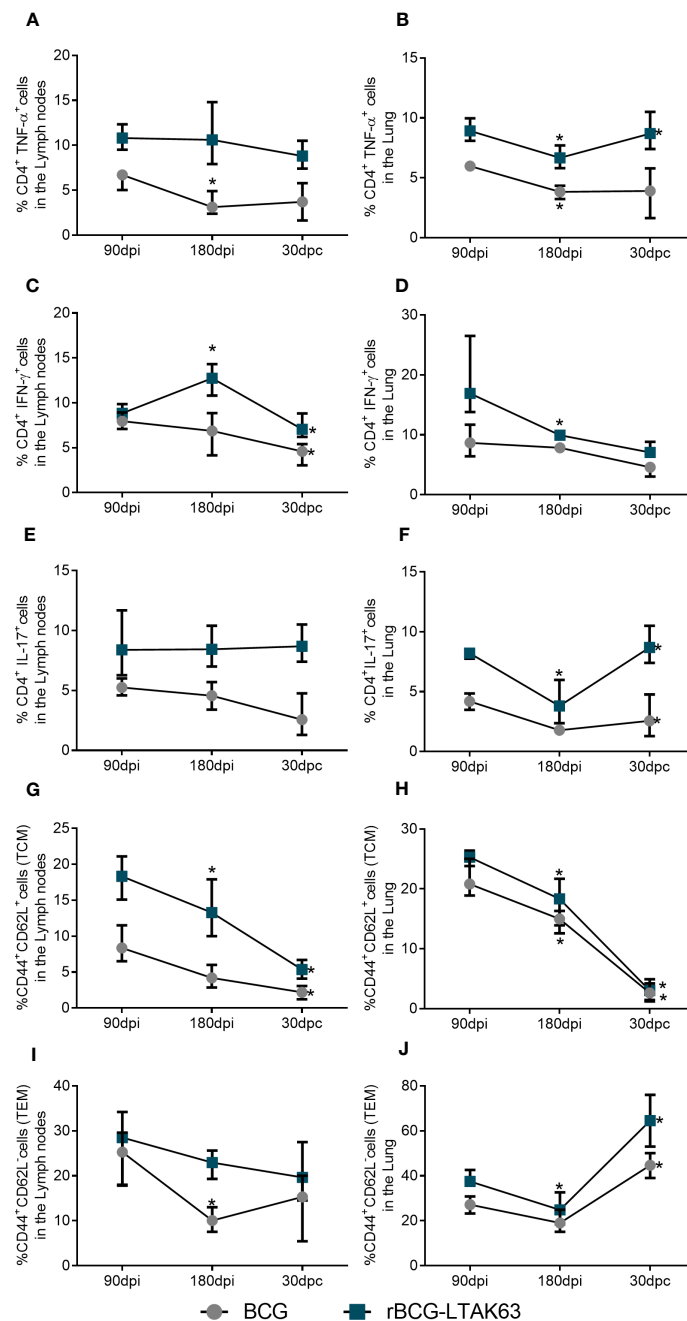 A
% CD4⁺ TNF-α⁺ cells
in the Lymph nodes
20
15
10
5
0
90dpi 180dpi 30dpc
*
B
% CD4⁺ TNF-α⁺ cells
in the Lung
15
10
5
0
90dpi 180dpi 30dpc
*
*
*
C
% CD4⁺ IFN-γ⁺cells
in the Lymph nodes
20
15
10
5
0
90dpi 180dpi 30dpc
*
*
*
D
% CD4⁺ IFN-γ⁺cells
in the Lung
30
20
10
0
90dpi 180dpi 30dpc
*
E
% CD4⁺ IL-17⁺cells
in the Lymph nodes
15
10
5
0
90dpi 180dpi 30dpc
F
% CD4⁺IL-17⁺cells
in the Lung
15
10
5
0
90dpi 180dpi 30dpc
*
*
*
G
%CD44⁺CD62L⁺cells (TCM)
in the Lymph nodes
25
20
15
10
5
0
90dpi 180dpi 30dpc
*
*
*
H
%CD44⁺CD62L⁺cells (TCM)
in the Lung
30
20
10
0
90dpi 180dpi 30dpc
*
*
*
*
I
%CD44⁺CD62L⁻cells (TEM)
in the Lymph nodes
40
30
20
10
0
90dpi 180dpi 30dpc
*
J
%CD44⁺CD62L⁻cells (TEM)
in the Lung
80
60
40
20
0
90dpi 180dpi 30dpc
*
*
*
BCG rBCG-LTAK63